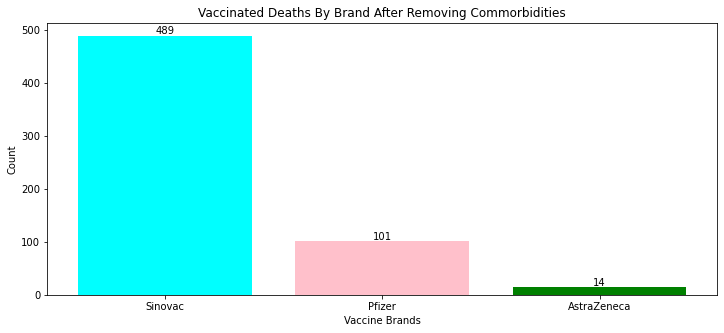 Vaccinated Deaths By Brand After Removing Commorbidities
500
400
300
200
100
0
Count
489
101
14
Sinovac
Pfizer
AstraZeneca
Vaccine Brands